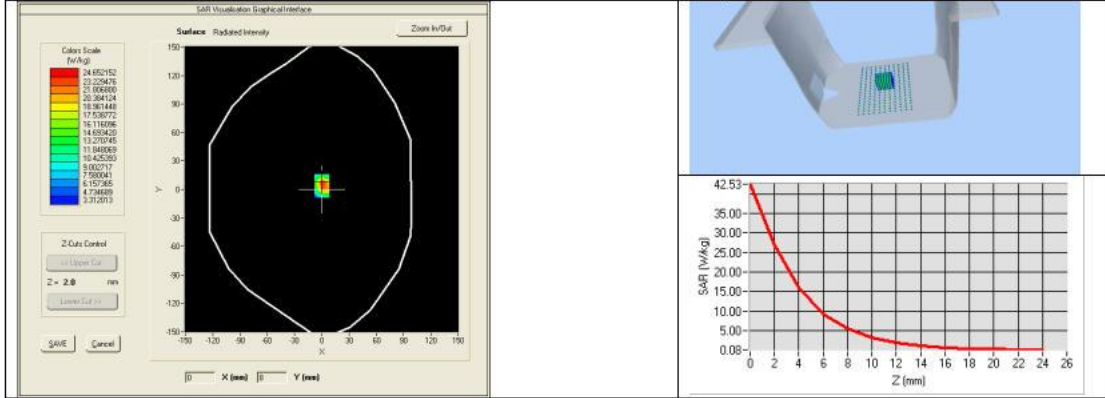 SAR Visualisation Graphical Interface
Surface Radiated Intensity
Zoom In/Out
Colors Scale
(W/kg)
24.652152
23.229476
21.806800
20.384124
18.961448
17.538772
16.116096
14.693420
13.270745
11.848069
10.425393
9.002717
7.580041
6.157365
4.734689
3.312013
150
120
90
60
30
0
-30
-60
-90
-120
-150
Y
-150 -120 -90 -60 -30 0 30 60 90 120 150
X
Z-Cuts Control
<< Upper Cut
Z = 2.0 mm
Lower Cut >>
SAVE Cancel
0 X (mm) 0 Y (mm)
42.53
35.00
30.00
25.00
20.00
15.00
10.00
5.00
0.08
SAR (W/kg)
0 2 4 6 8 10 12 14 16 18 20 22 24 26
Z (mm)